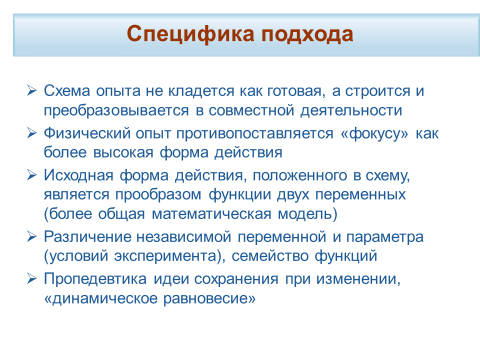 Специфика подхода
➢ Схема опыта не кладется как готовая, а строится и
преобразовывается в совместной деятельности
➢ Физический опыт противопоставляется «фокусу» как
более высокая форма действия
➢ Исходная форма действия, положенного в схему,
является прообразом функции двух переменных
(более общая математическая модель)
➢ Различение независимой переменной и параметра
(условий эксперимента), семейство функций
➢ Пропедевтика идеи сохранения при изменении,
«динамическое равновесие»